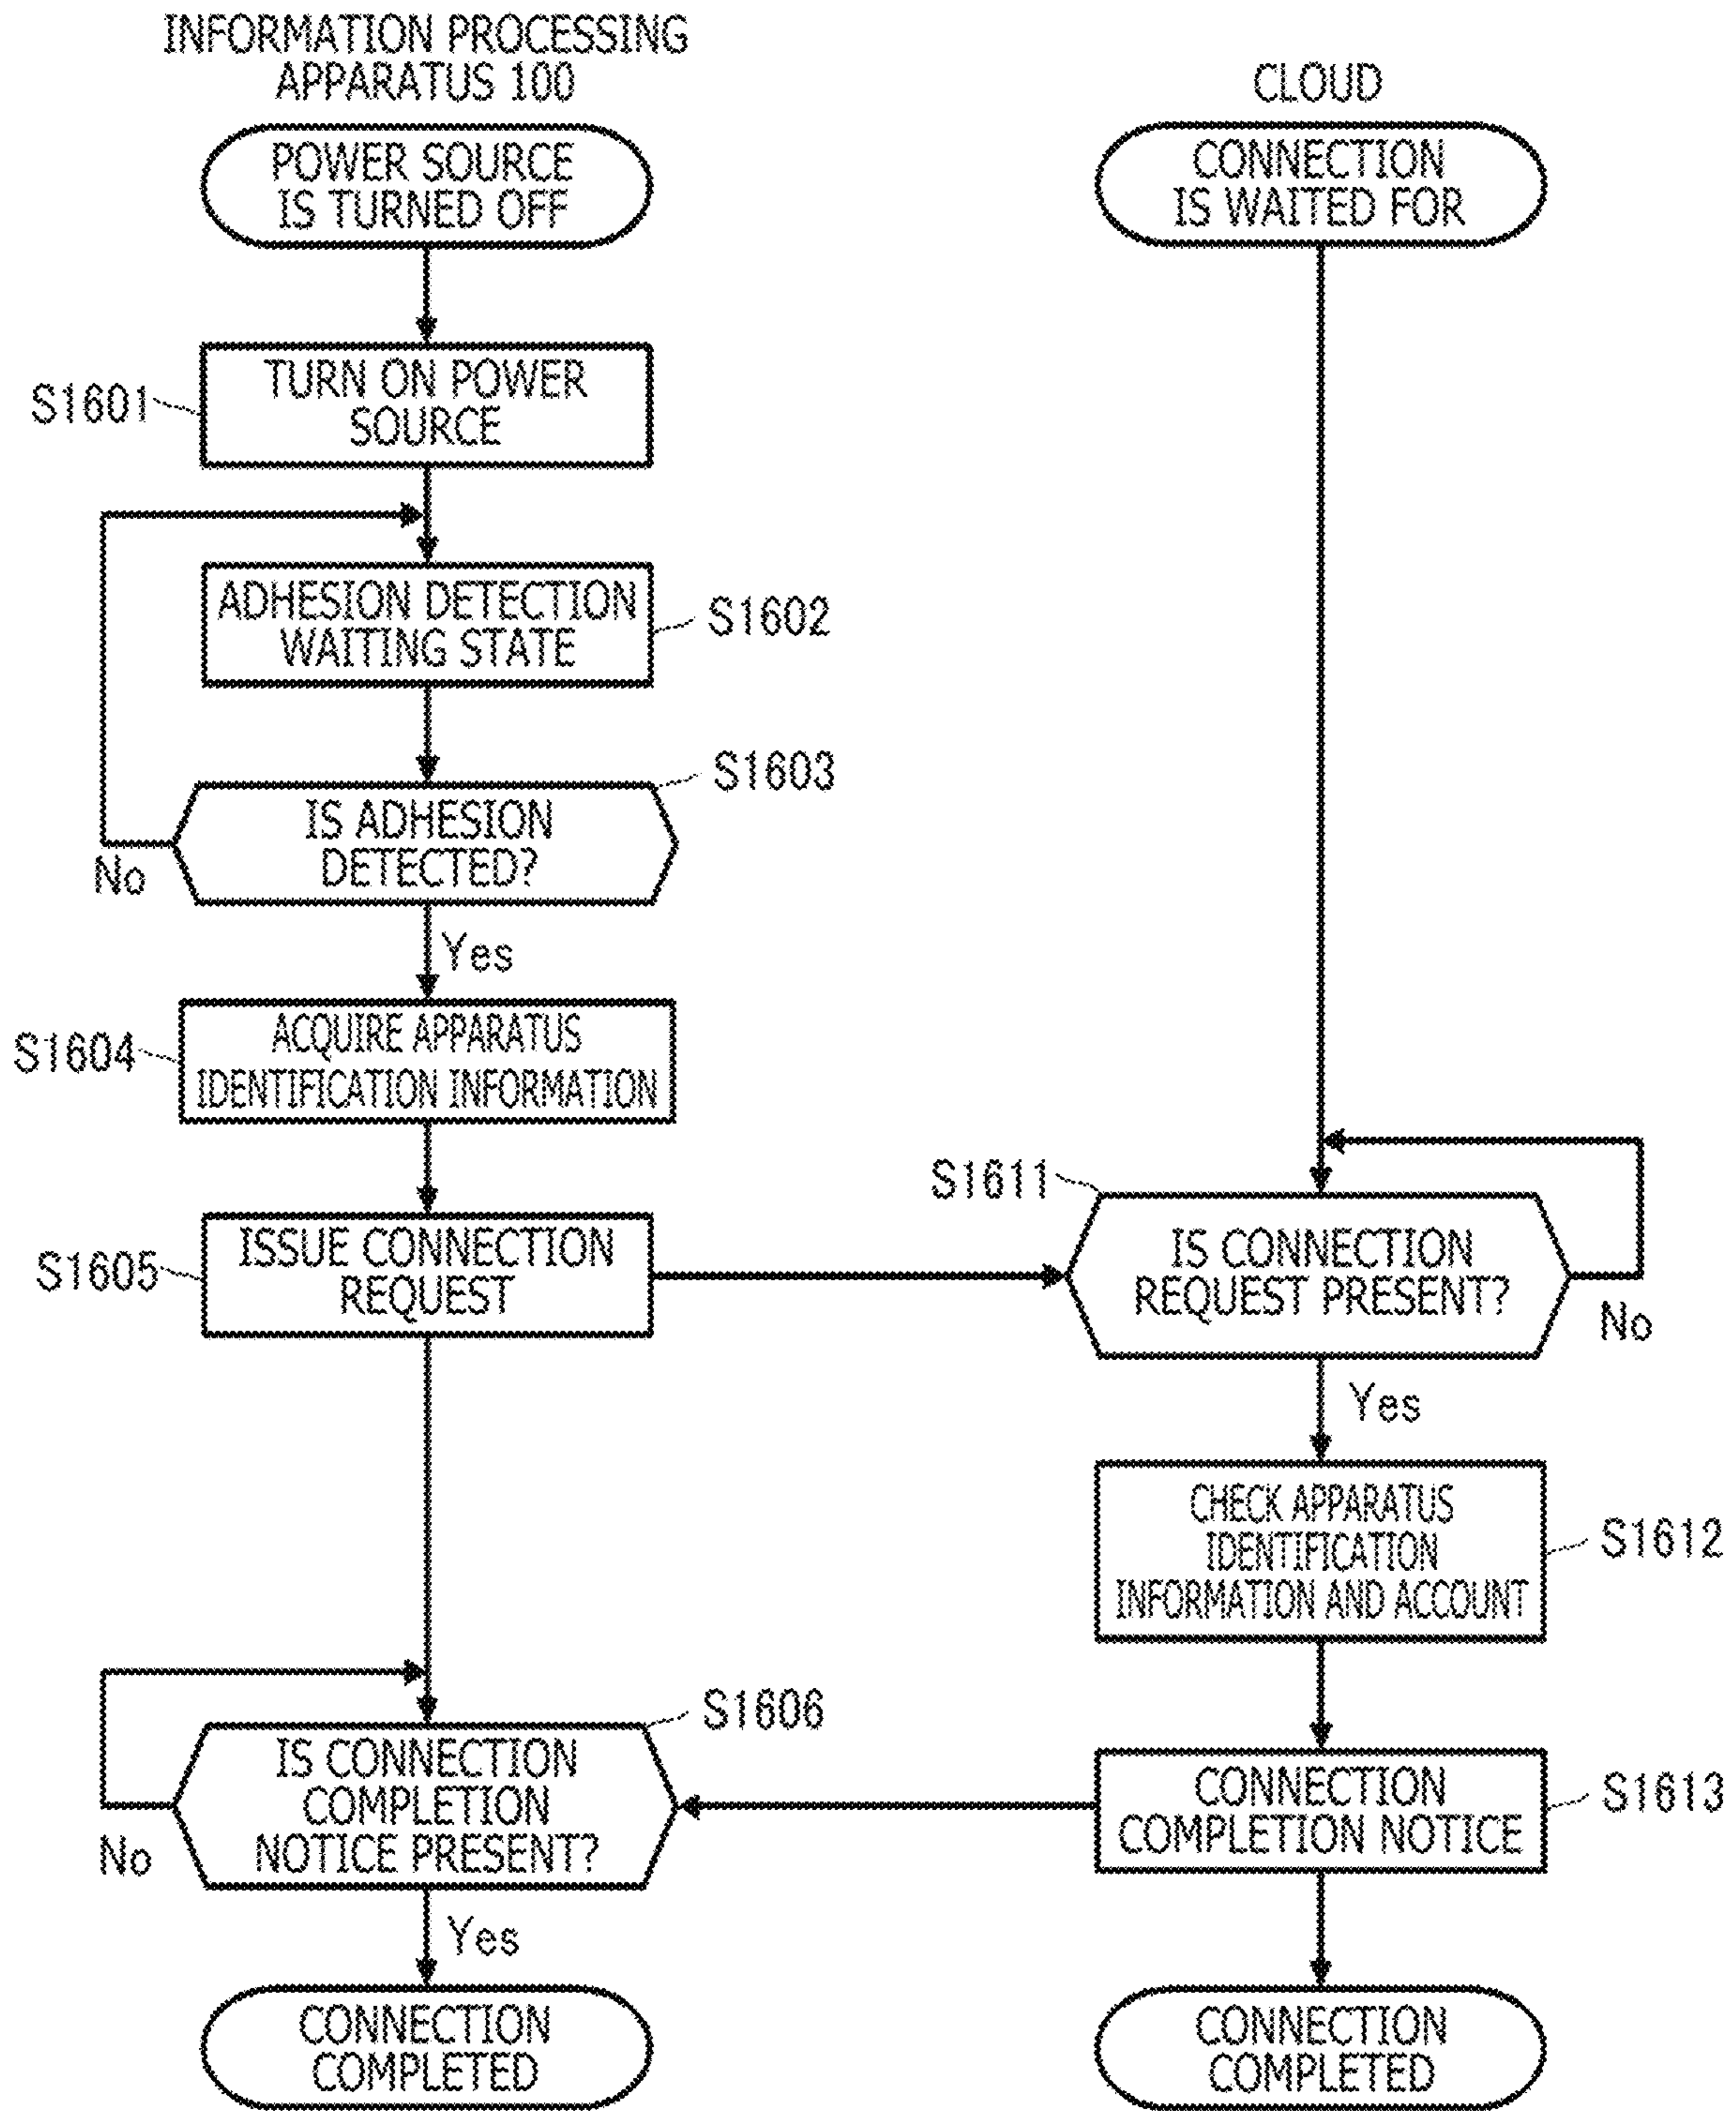 INFORMATION PROCESSING
APPARATUS 100
POWER SOURCE
IS TURNED OFF
S1601
TURN ON POWER
SOURCE
ADHESION DETECTION
WAITING STATE
S1602
S1603
IS ADHESION
DETECTED?
No
Yes
S1604
ACQUIRE APPARATUS
IDENTIFICATION INFORMATION
S1605
ISSUE CONNECTION
REQUEST
S1606
IS CONNECTION
COMPLETION
NOTICE PRESENT?
No
Yes
CONNECTION
COMPLETED
CLOUD
CONNECTION
IS WAITED FOR
S1611
IS CONNECTION
REQUEST PRESENT?
No
Yes
CHECK APPARATUS
IDENTIFICATION
INFORMATION AND ACCOUNT
S1612
CONNECTION
COMPLETION NOTICE
S1613
CONNECTION
COMPLETED